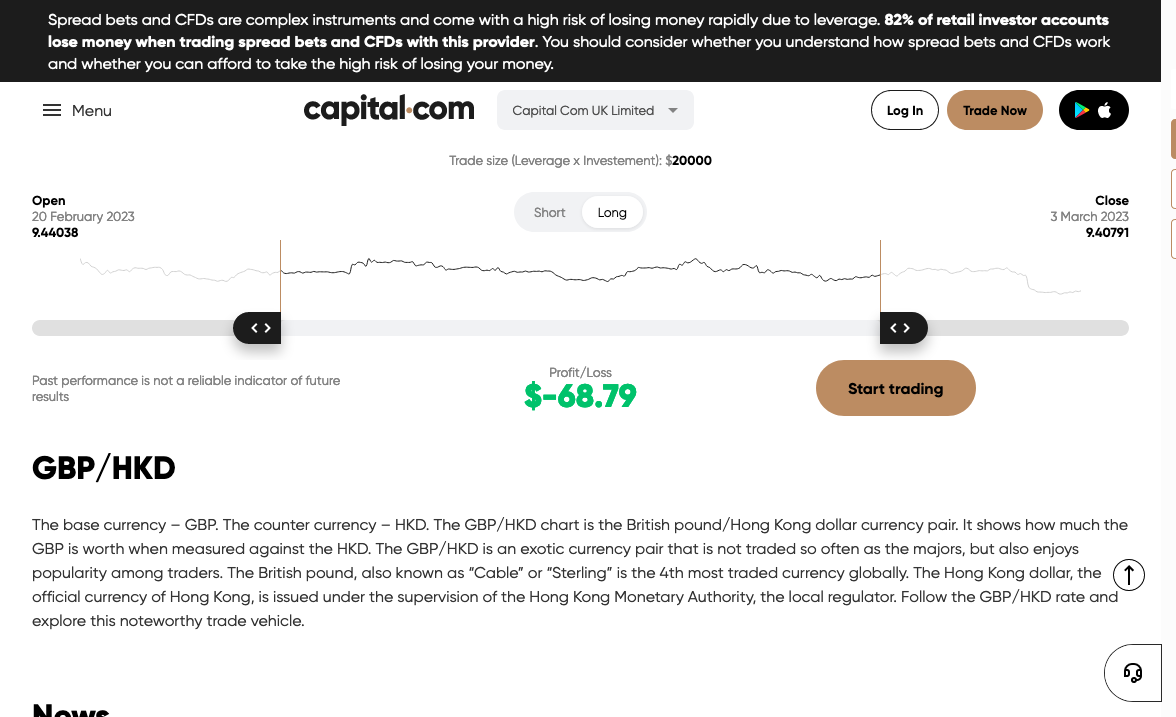 Spread bets and CFDs are complex instruments and come with a high risk of losing money rapidly due to leverage. 82% of retail investor accounts
lose money when trading spread bets and CFDs with this provider. You should consider whether you understand how spread bets and CFDs work
and whether you can afford to take the high risk of losing your money.
Menu
capital.com
Capital Com UK Limited
Log In
Trade Now
Trade size (Leverage x Investement): $20000
Open
20 February 2023
9.44038
Short
Long
Close
3 March 2023
9.40791
Past performance is not a reliable indicator of future
results
Profit/Loss
$-68.79
Start trading
GBP/HKD
The base currency – GBP. The counter currency – HKD. The GBP/HKD chart is the British pound/Hong Kong dollar currency pair. It shows how much the
GBP is worth when measured against the HKD. The GBP/HKD is an exotic currency pair that is not traded so often as the majors, but also enjoys
popularity among traders. The British pound, also known as “Cable” or “Sterling” is the 4th most traded currency globally. The Hong Kong dollar, the
official currency of Hong Kong, is issued under the supervision of the Hong Kong Monetary Authority, the local regulator. Follow the GBP/HKD rate and
explore this noteworthy trade vehicle.
News